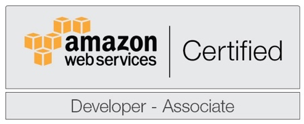 amazon
web services
Certified
Developer - Associate